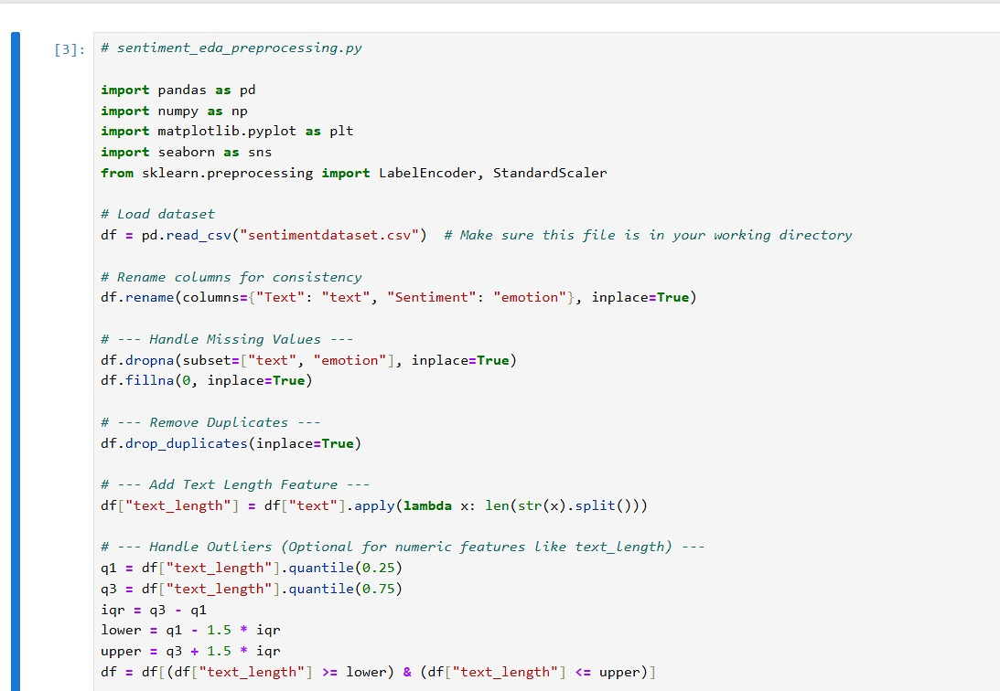 [3]: # sentiment_eda_preprocessing.py
import pandas as pd
import numpy as np
import matplotlib.pyplot as plt
import seaborn as sns
from sklearn.preprocessing import LabelEncoder, StandardScaler
# Load dataset
df = pd.read_csv("sentimentdataset.csv")  # Make sure this file is in your working directory
# Rename columns for consistency
df.rename(columns={"Text": "text", "Sentiment": "emotion"}, inplace=True)
# --- Handle Missing Values ---
df.dropna(subset=["text", "emotion"], inplace=True)
df.fillna(0, inplace=True)
# --- Remove Duplicates ---
df.drop_duplicates(inplace=True)
# --- Add Text Length Feature ---
df["text_length"] = df["text"].apply(lambda x: len(str(x).split()))
# --- Handle Outliers (Optional for numeric features like text_length) ---
q1 = df["text_length"].quantile(0.25)
q3 = df["text_length"].quantile(0.75)
iqr = q3 - q1
lower = q1 - 1.5 * iqr
upper = q3 + 1.5 * iqr
df = df[(df["text_length"] >= lower) & (df["text_length"] <= upper)]